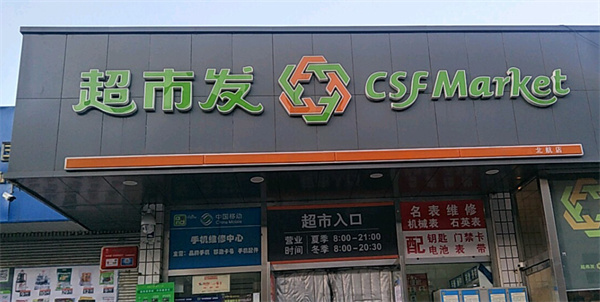 超市发 CSF Market
北航店
中国移动
China Mobile
手机维修中心
超市入口
营业时间
夏季 8:00-21:00
冬季 8:00-20:30
名表维修
机械表 石英表
配
钥匙 门禁卡
电池 表带